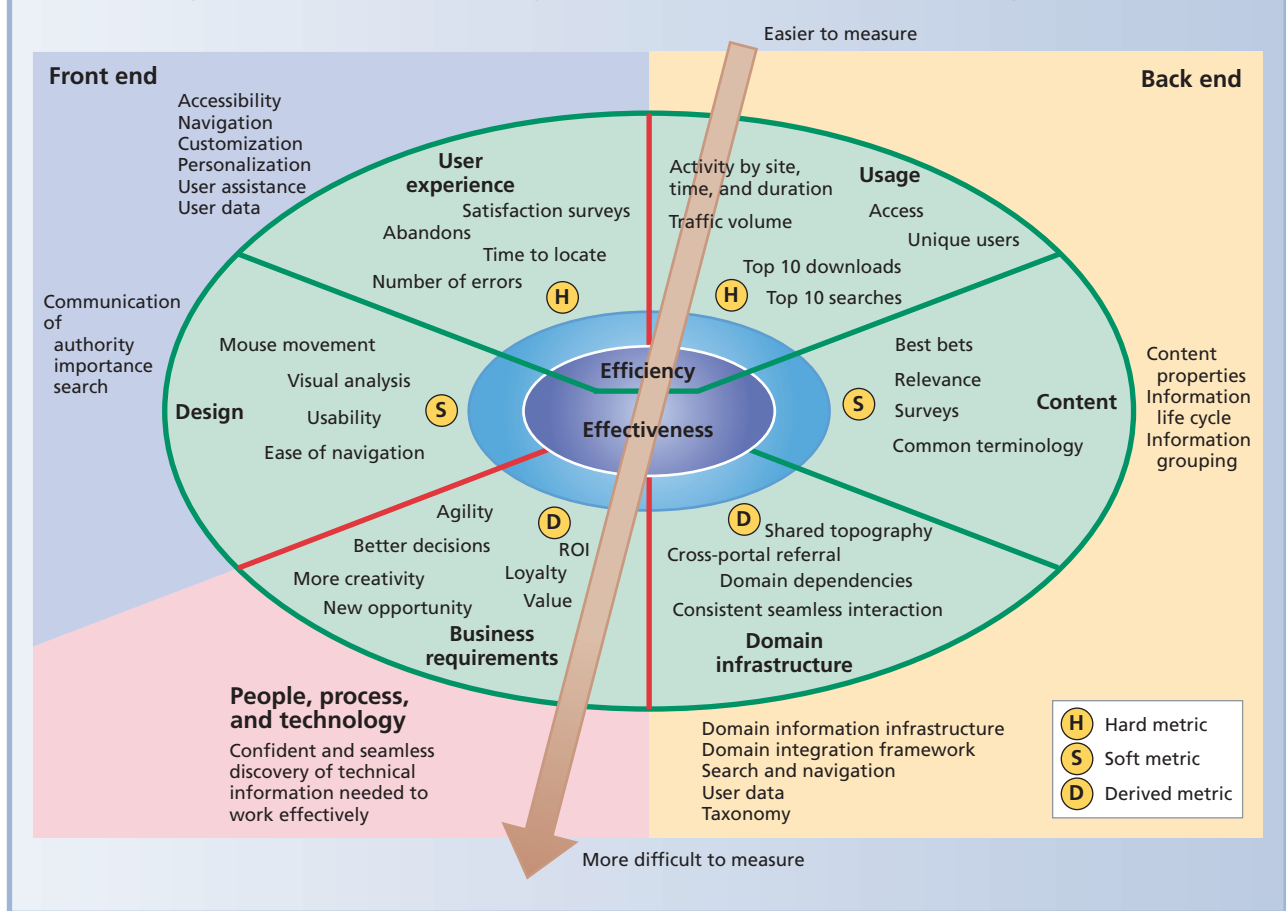 Easier to measure
Front end
Back end
Accessibility
Navigation
Customization
Personalization
User assistance
User data
User
experience
Satisfaction surveys
Abandons
Time to locate
Number of errors
H
Activity by site,
time, and duration
Usage
Traffic volume
Access
Unique users
Top 10 downloads
Top 10 searches
H
Communication
of
authority
importance
search
Mouse movement
Visual analysis
Design
Usability
Ease of navigation
S
Efficiency
Effectiveness
S
Best bets
Relevance
Surveys
Common terminology
Content
Content
properties
Information
life cycle
Information
grouping
Agility
D
Better decisions
ROI
More creativity
Loyalty
New opportunity
Value
Business
requirements
D
Shared topography
Cross-portal referral
Domain dependencies
Consistent seamless interaction
Domain
infrastructure
People, process,
and technology
Confident and seamless
discovery of technical
information needed to
work effectively
Domain information infrastructure
Domain integration framework
Search and navigation
User data
Taxonomy
H Hard metric
S Soft metric
D Derived metric
More difficult to measure